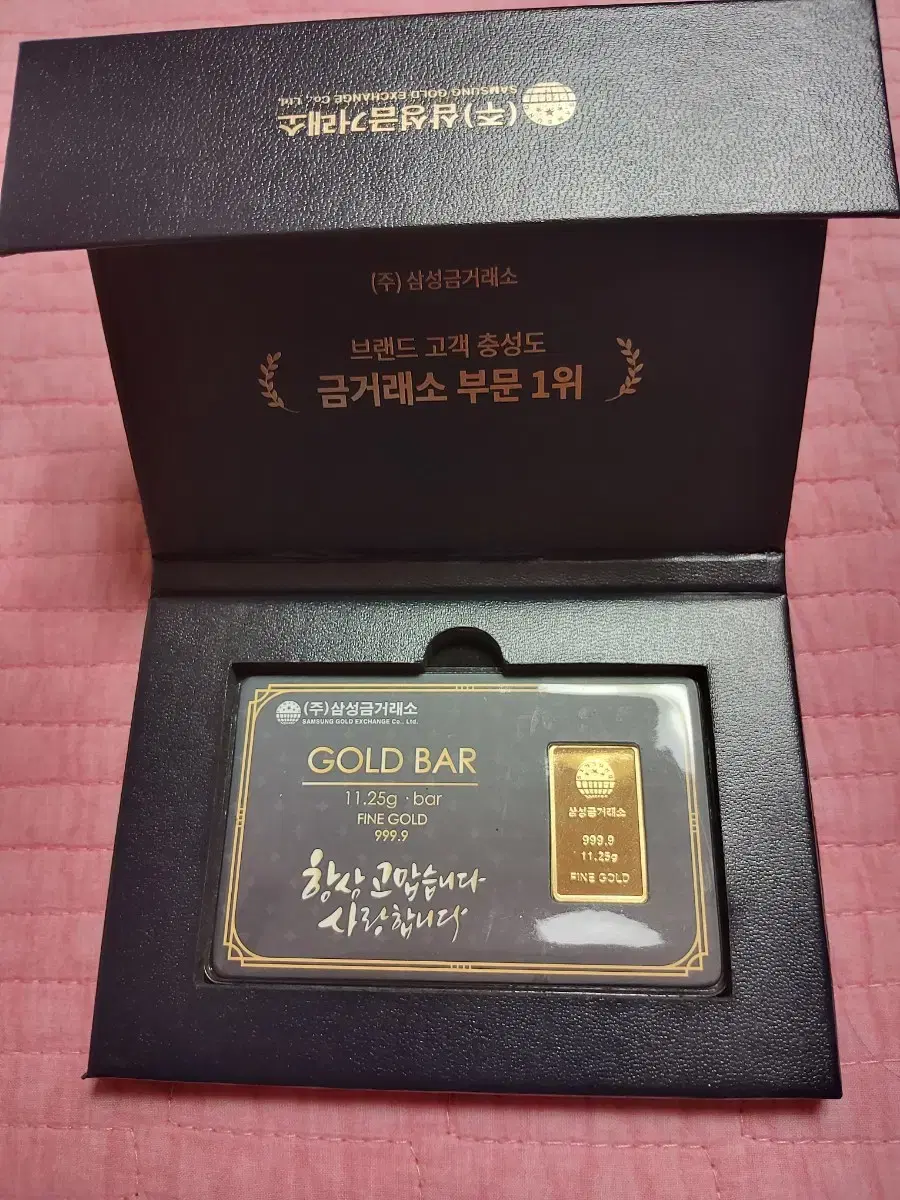 (주)삼성금거래소
SAMSUNG GOLD EXCHANGE Co., Ltd.
(주) 삼성금거래소
브랜드 고객 충성도
금거래소 부문 1위
(주)삼성금거래소
SAMSUNG GOLD EXCHANGE Co., Ltd.
GOLD BAR
11.25g · bar
FINE GOLD
999.9
항상 고맙습니다
사랑합니다
삼성금거래소
999.9
11.25g
FINE GOLD